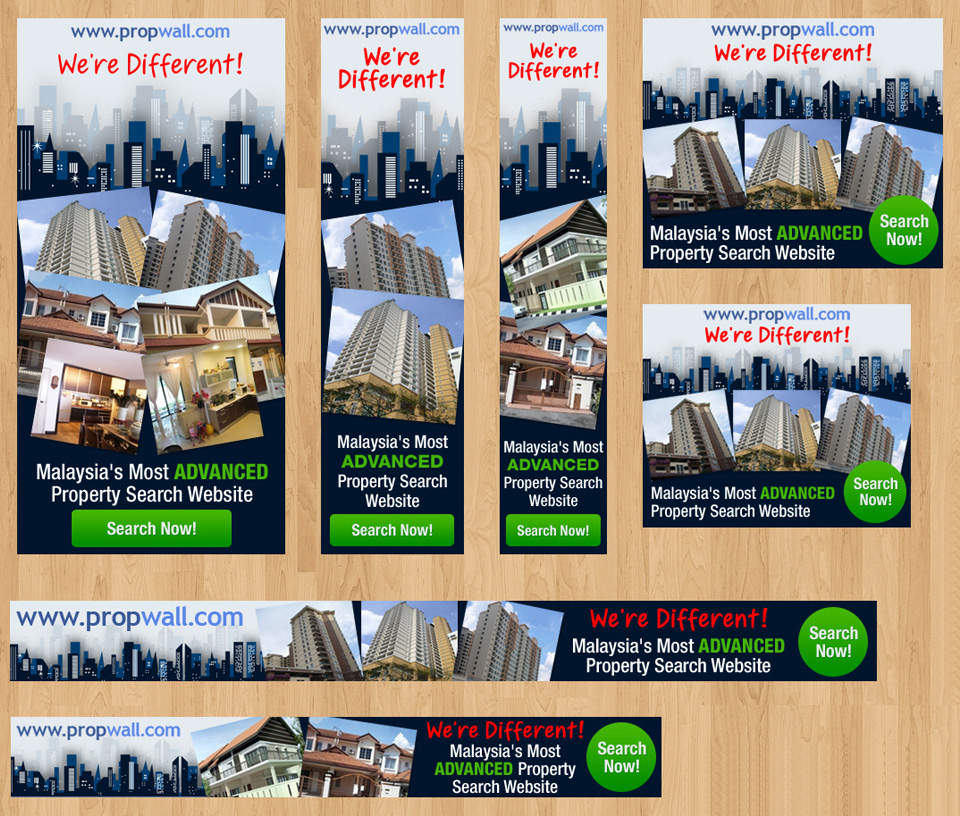 www.propwall.com
We're Different!
Malaysia's Most ADVANCED
Property Search Website
Search Now!
www.propwall.com
We're
Different!
Malaysia's Most
ADVANCED
Property Search
Website
Search Now!
www.propwall.com
We're
Different!
Malaysia's Most
ADVANCED
Property Search
Website
Search Now!
www.propwall.com
We're Different!
Malaysia's Most ADVANCED
Property Search Website
Search
Now!
www.propwall.com
We're Different!
Malaysia's Most ADVANCED
Property Search Website
Search
Now!
www.propwall.com
We're Different!
Malaysia's Most ADVANCED
Property Search Website
Search
Now!
www.propwall.com
We're Different!
Malaysia's Most
ADVANCED Property
Search Website
Search
Now!